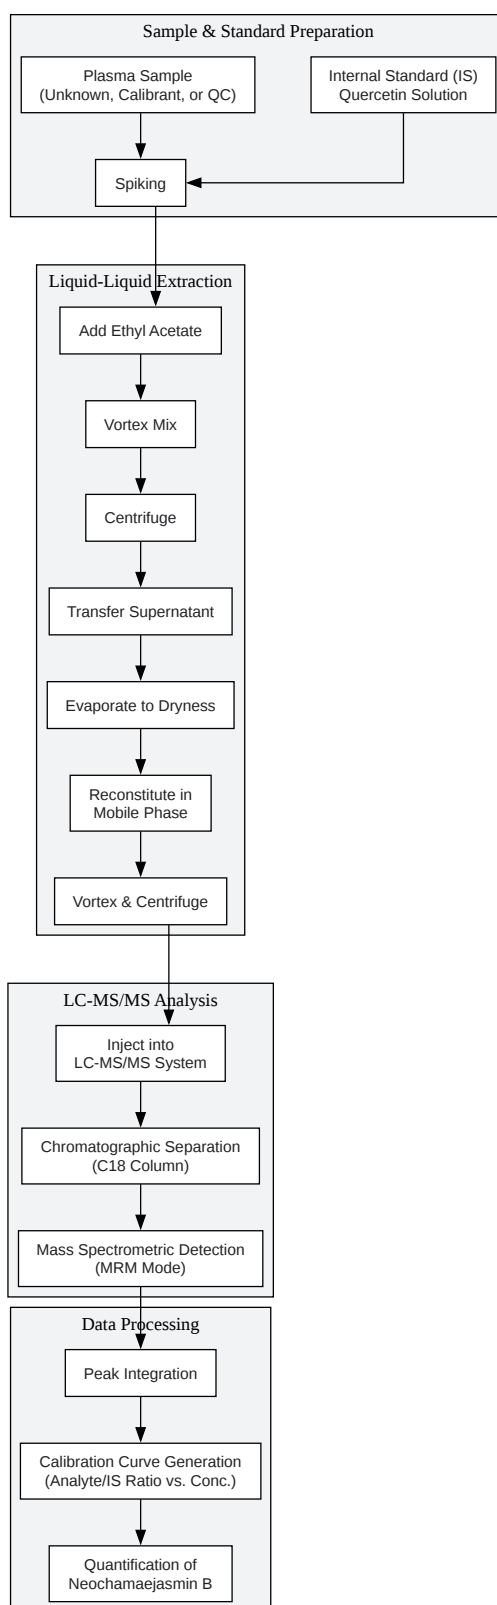 Sample & Standard Preparation
Plasma Sample
(Unknown, Calibrant, or QC)
Internal Standard (IS)
Quercetin Solution
Spiking
Liquid-Liquid Extraction
Add Ethyl Acetate
Vortex Mix
Centrifuge
Transfer Supernatant
Evaporate to Dryness
Reconstitute in
Mobile Phase
Vortex & Centrifuge
LC-MS/MS Analysis
Inject into
LC-MS/MS System
Chromatographic Separation
(C18 Column)
Mass Spectrometric Detection
(MRM Mode)
Data Processing
Peak Integration
Calibration Curve Generation
(Analyte/IS Ratio vs. Conc.)
Quantification of
Neochamaejasmin B